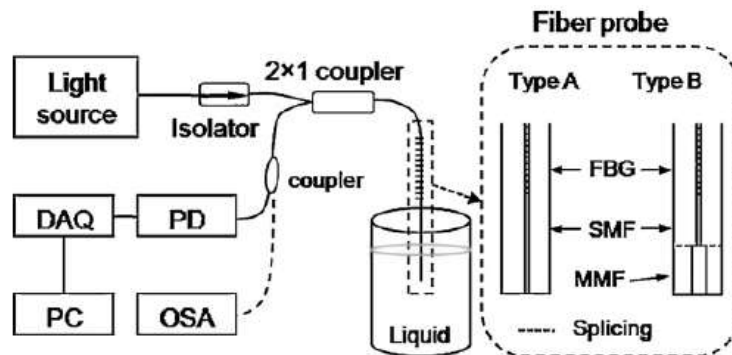 Fiber probe
2×1 coupler
Type A
Type B
Light
source
Isolator
coupler
FBG
DAQ
PD
SMF
MMF
PC
OSA
Liquid
Splicing